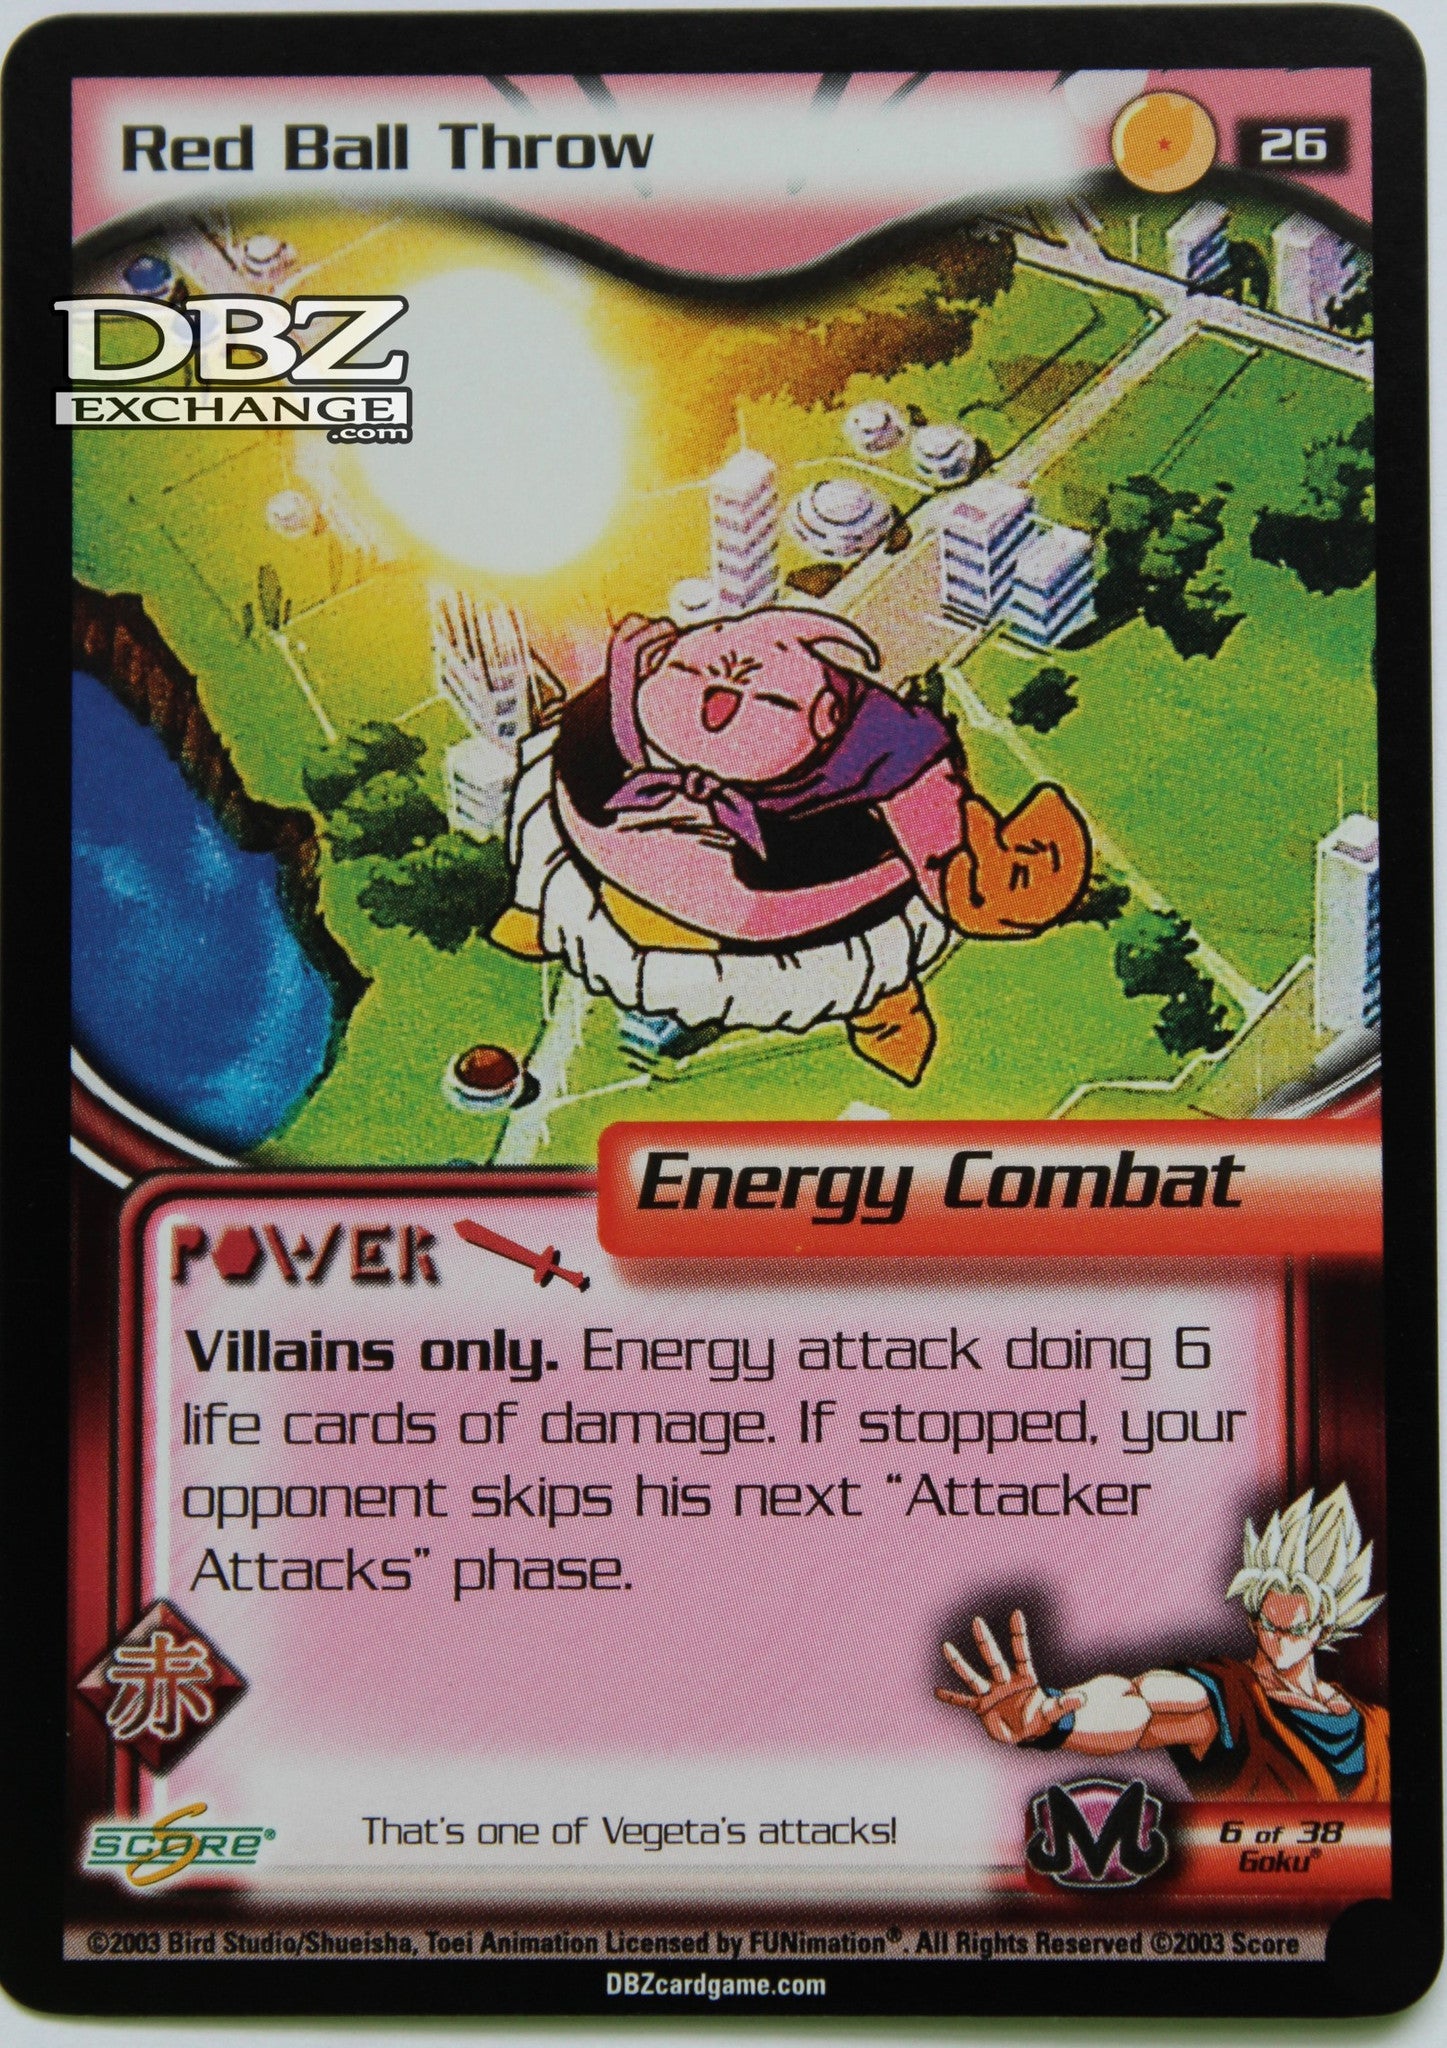 Red Ball Throw
26
DBZ
EXCHANGE
.com
Energy Combat
POWER
Villains only. Energy attack doing 6
life cards of damage. If stopped, your
opponent skips his next “Attacker
Attacks” phase.
赤
SCORE®
That's one of Vegeta's attacks!
M
6 of 38
Goku®
©2003 Bird Studio/Shueisha, Toei Animation Licensed by FUNimation®. All Rights Reserved ©2003 Score
DBZcardgame.com